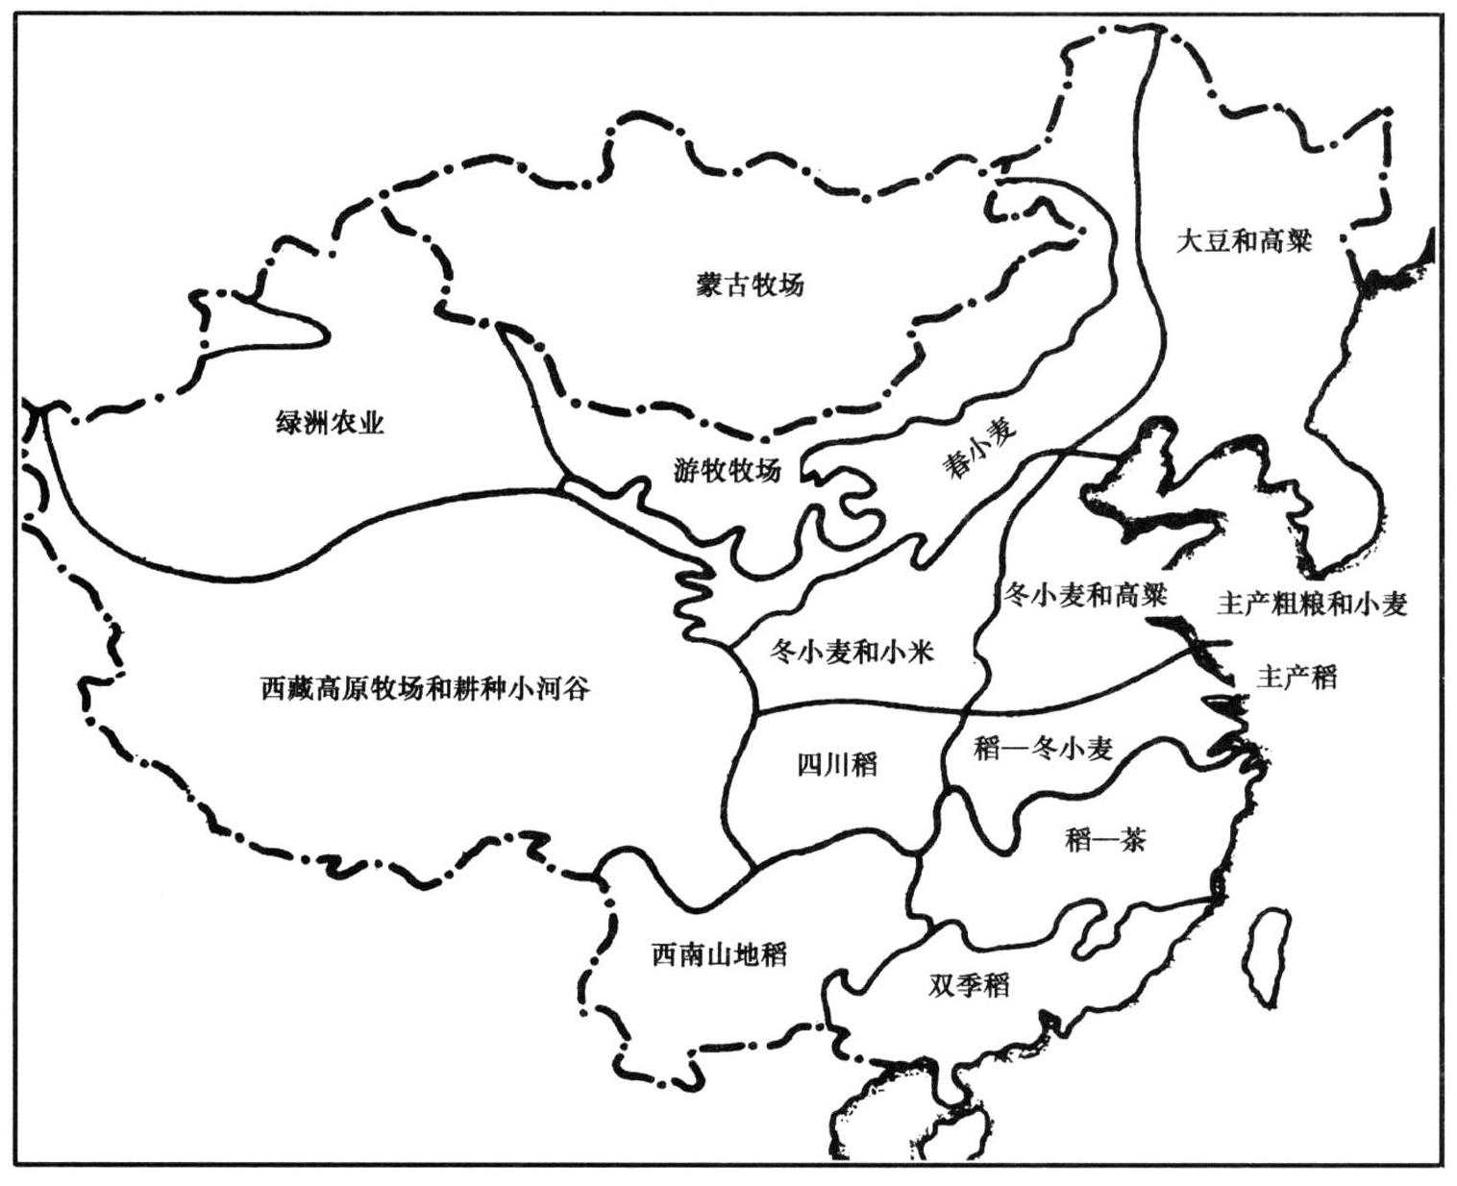 大豆和高粱
蒙古牧场
绿洲农业
春小麦
游牧牧场
冬小麦和高粱
主产粗粮和小麦
冬小麦和小米
主产稻
西藏高原牧场和耕种小河谷
稻—冬小麦
四川稻
稻—茶
西南山地稻
双季稻